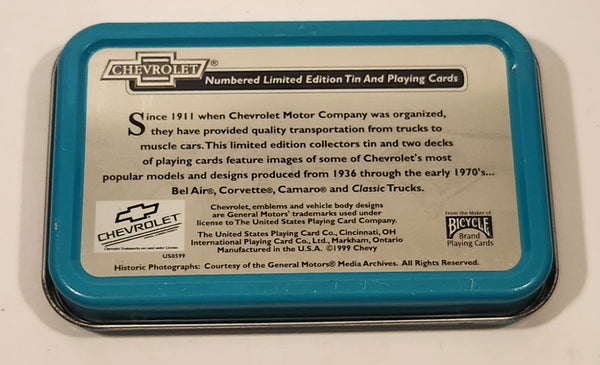 CHEVROLET®
Numbered Limited Edition Tin And Playing Cards
Since 1911 when Chevrolet Motor Company was organized,
they have provided quality transportation from trucks to
muscle cars. This limited edition collectors tin and two decks
of playing cards feature images of some of Chevrolet's most
popular models and designs produced from 1936 through the early 1970's...
Bel Air®, Corvette®, Camaro® and Classic Trucks.
CHEVROLET
US0599
Chevrolet, emblems and vehicle body designs
are General Motors' trademarks used under
license to The United States Playing Card Company.
The United States Playing Card Co., Cincinnati, OH
International Playing Card Co., Ltd., Markham, Ontario
Manufactured in the U.S.A. ©1999 Chevy
From the Maker of
BICYCLE®
Brand
Playing Cards
Historic Photographs: Courtesy of the General Motors® Media Archives. All Rights Reserved.